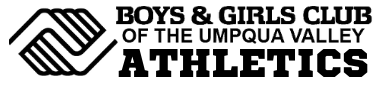 BOYS & GIRLS CLUB
OF THE UMPQUA VALLEY
ATHLETICS